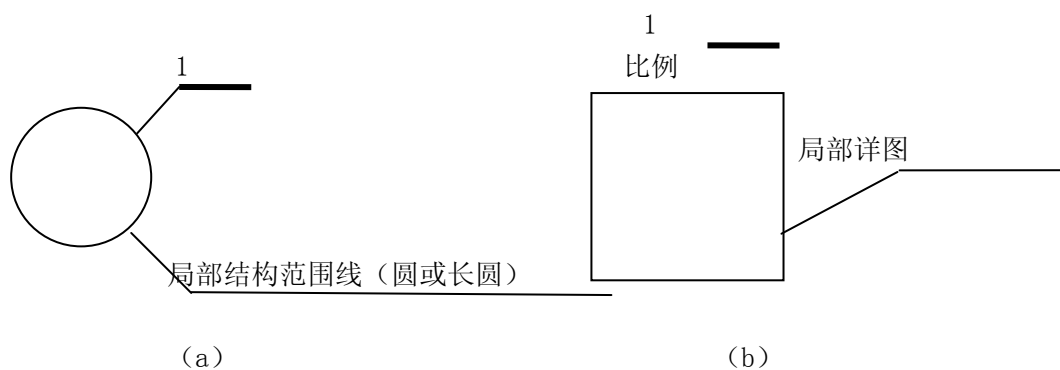 1
1
比例
局部详图
局部结构范围线（圆或长圆）
（a）
（b）